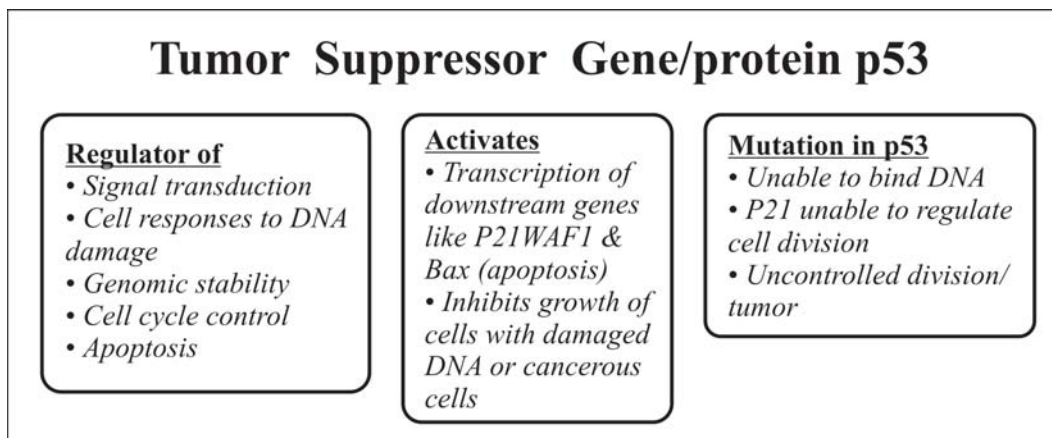 Tumor Suppressor Gene/protein p53
Regulator of
• Signal transduction
• Cell responses to DNA
damage
• Genomic stability
• Cell cycle control
• Apoptosis
Activates
• Transcription of
downstream genes
like P21WAF1 &
Bax (apoptosis)
• Inhibits growth of
cells with damaged
DNA or cancerous
cells
Mutation in p53
• Unable to bind DNA
• P21 unable to regulate
cell division
• Uncontrolled division/
tumor